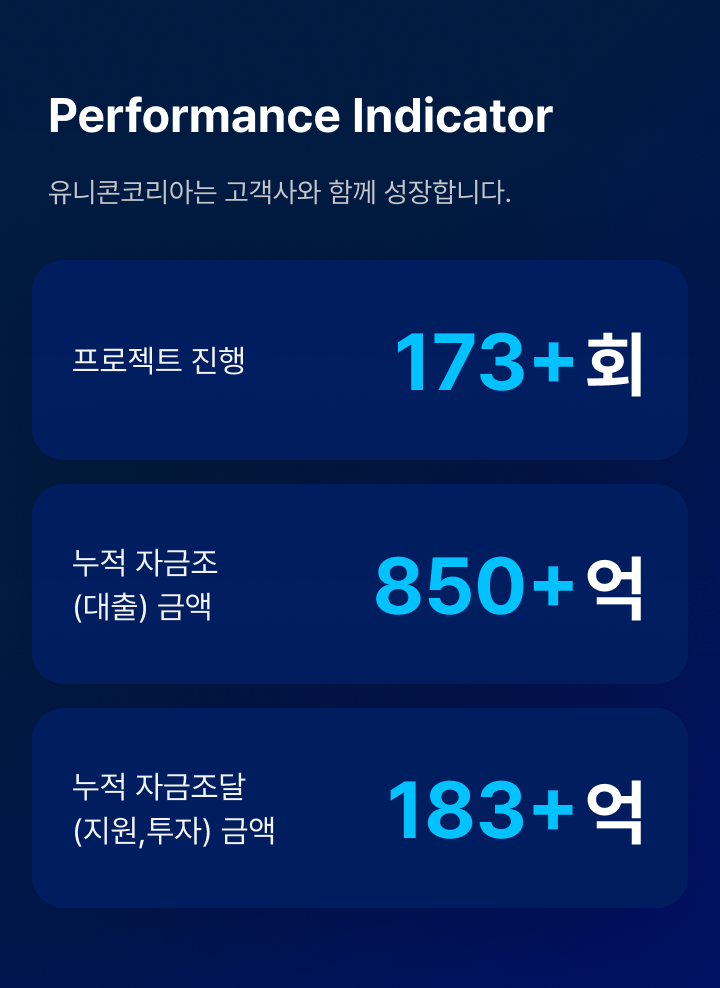 Performance Indicator
유니콘코리아는 고객사와 함께 성장합니다.
프로젝트 진행
173+회
누적 자금조
(대출) 금액
850+억
누적 자금조달
(지원,투자) 금액
183+억